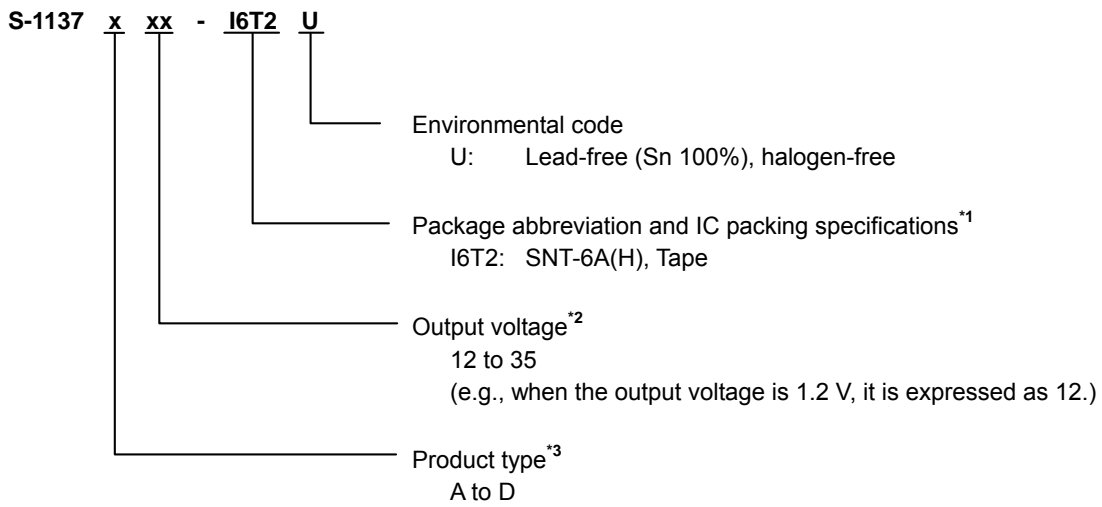 S-1137 x xx - I6T2 U
Environmental code
U: Lead-free (Sn 100%), halogen-free
Package abbreviation and IC packing specifications*1
I6T2: SNT-6A(H), Tape
Output voltage*2
12 to 35
(e.g., when the output voltage is 1.2 V, it is expressed as 12.)
Product type*3
A to D